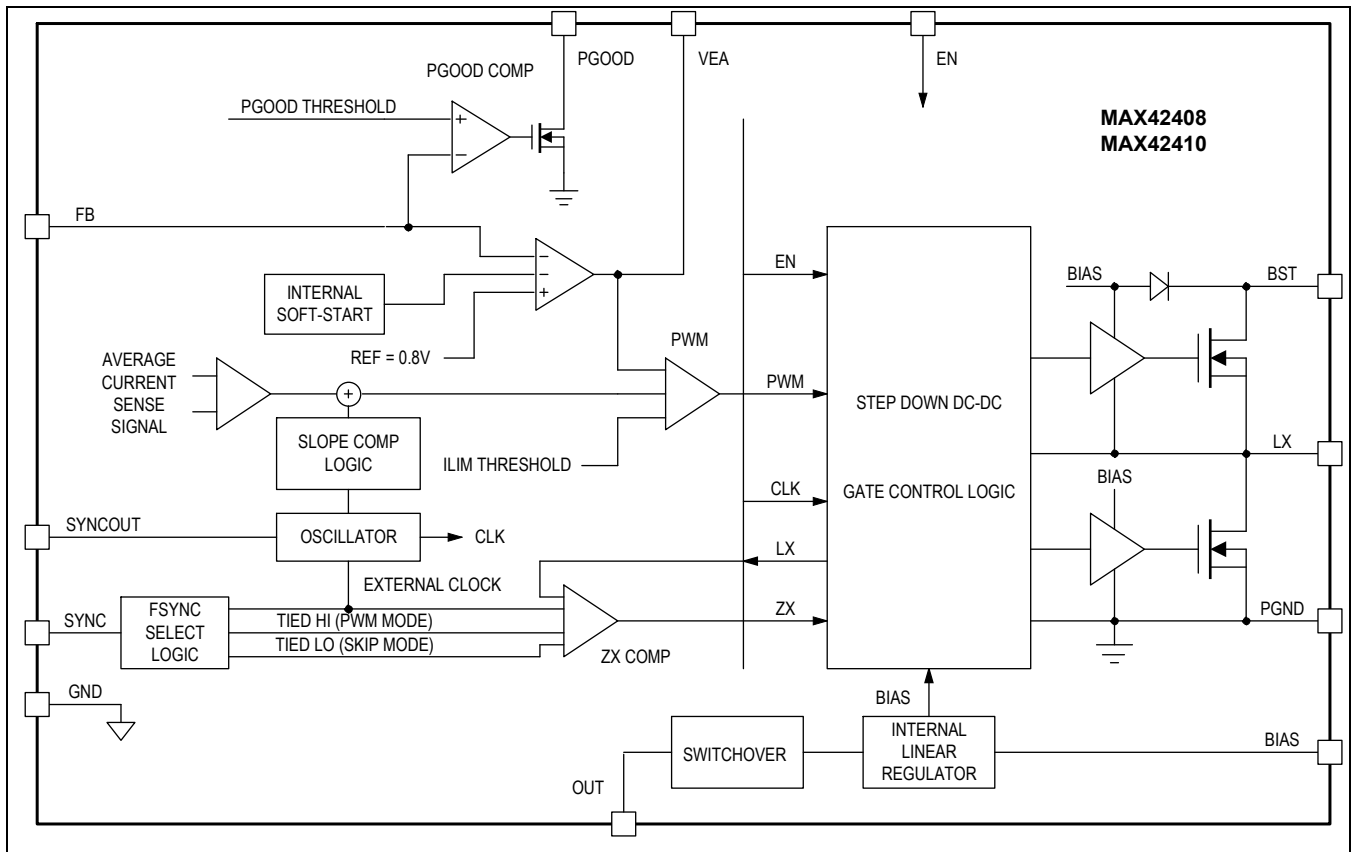 PGOOD
VEA
EN
PGOOD COMP
PGOOD THRESHOLD
+
−
MAX42408
MAX42410
FB
−
−
+
INTERNAL
SOFT-START
REF = 0.8V
AVERAGE
CURRENT
SENSE
SIGNAL
+
SLOPE COMP
LOGIC
ILIM THRESHOLD
PWM
EN
PWM
CLK
LX
ZX
STEP DOWN DC-DC
GATE CONTROL LOGIC
BIAS
BST
LX
BIAS
PGND
SYNCOUT
OSCILLATOR
CLK
EXTERNAL CLOCK
SYNC
FSYNC
SELECT
LOGIC
TIED HI (PWM MODE)
TIED LO (SKIP MODE)
ZX COMP
GND
BIAS
SWITCHOVER
INTERNAL
LINEAR
REGULATOR
BIAS
OUT